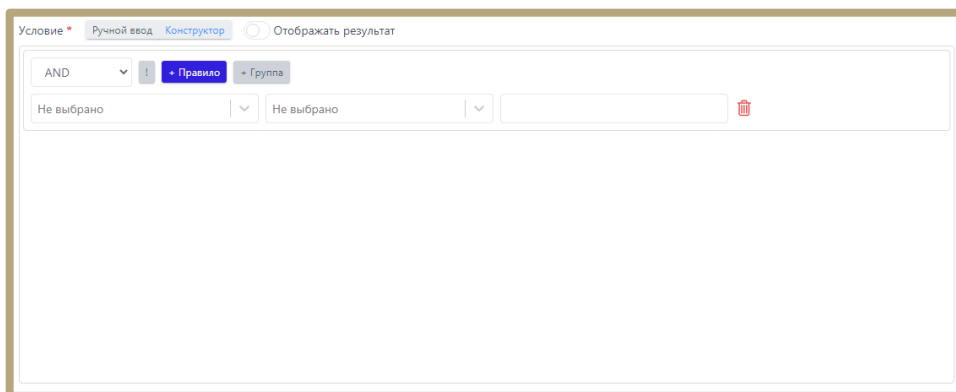 Условие * Ручной ввод Конструктор Отображать результат
AND ! + Правило + Группа
Не выбрано Не выбрано